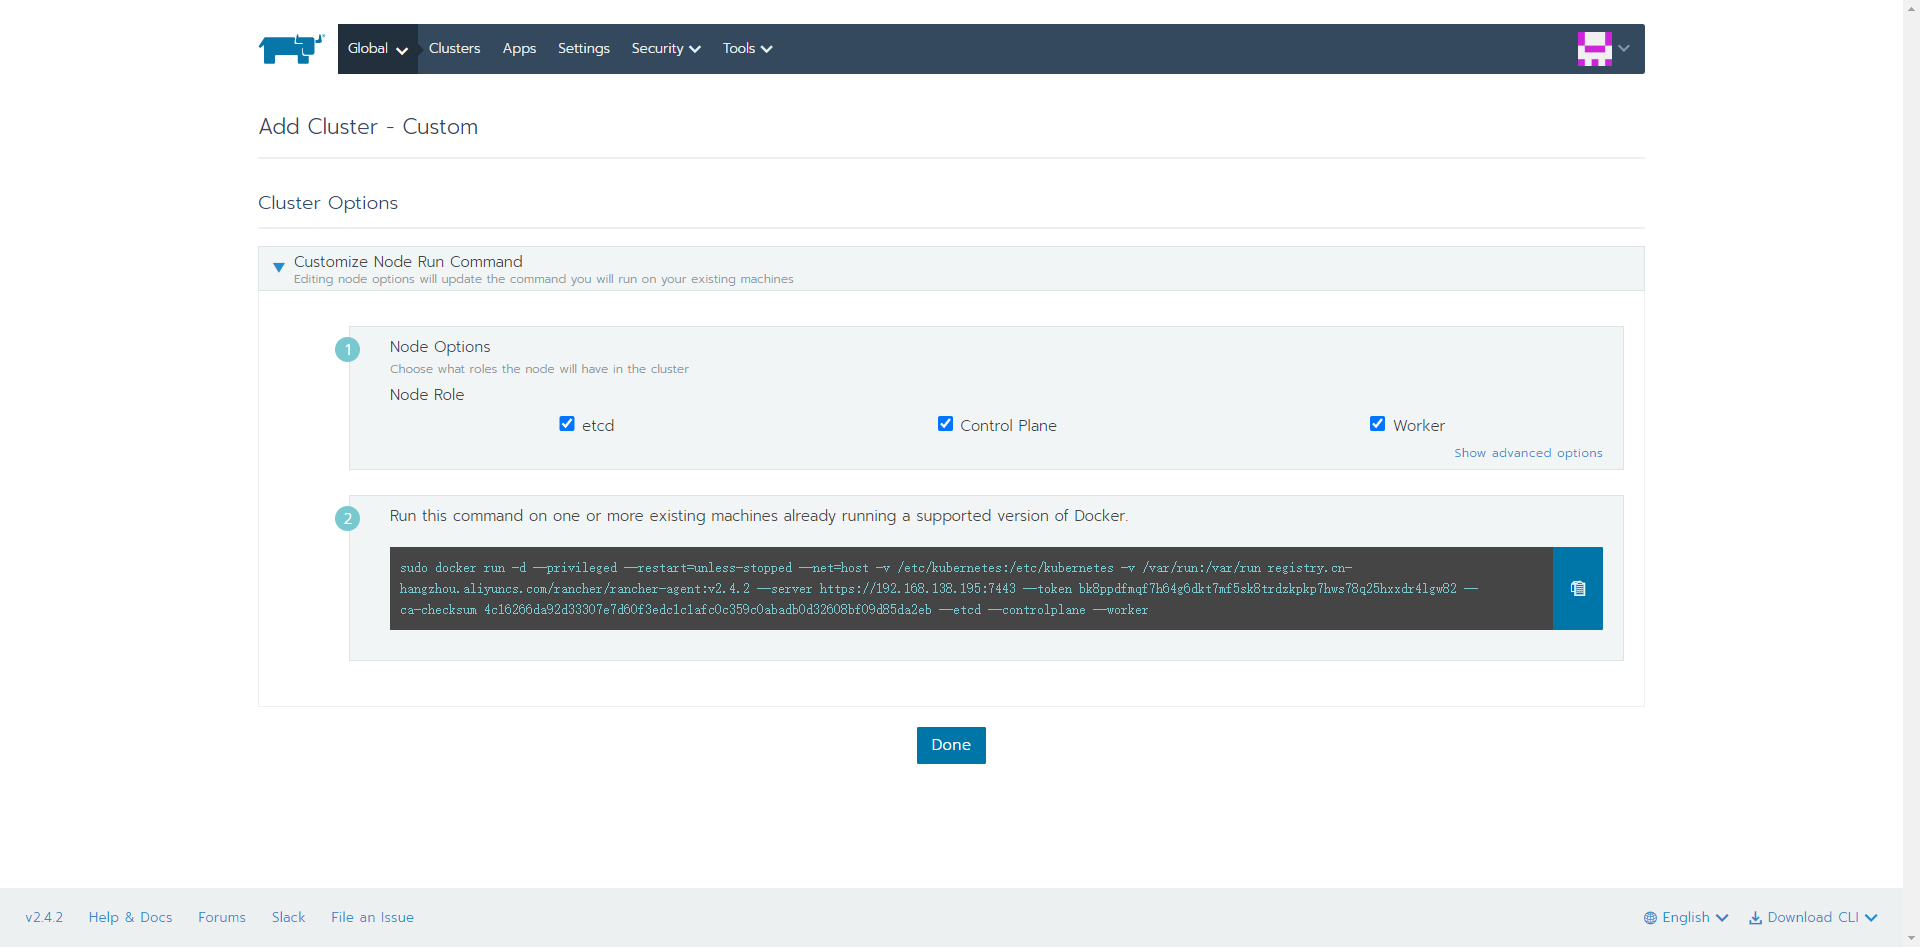 Global Clusters Apps Settings Security Tools
Add Cluster - Custom
Cluster Options
Customize Node Run Command
Editing node options will update the command you will run on your existing machines
1 Node Options
Choose what roles the node will have in the cluster
Node Role
etcd Control Plane Worker
Show advanced options
2 Run this command on one or more existing machines already running a supported version of Docker.
sudo docker run -d --privileged --restart=unless-stopped --net=host -v /etc/kubernetes:/etc/kubernetes -v /var/run:/var/run registry.cn-
hangzhou.aliyuncs.com/rancher/rancher-agent:v2.4.2 --server https://192.168.138.195:7443 --token bk8ppdfmqf7h64g6dkt7mf5sk8trdzkpkp7hws78q25hxxdr4lgw82 --
ca-checksum 4c16266da92d33307e7d60f3edc1c1afc0c359c0abadb0d32608bf09d85da2eb --etcd --controlplane --worker
Done
v2.4.2 Help & Docs Forums Slack File an Issue English Download CLI